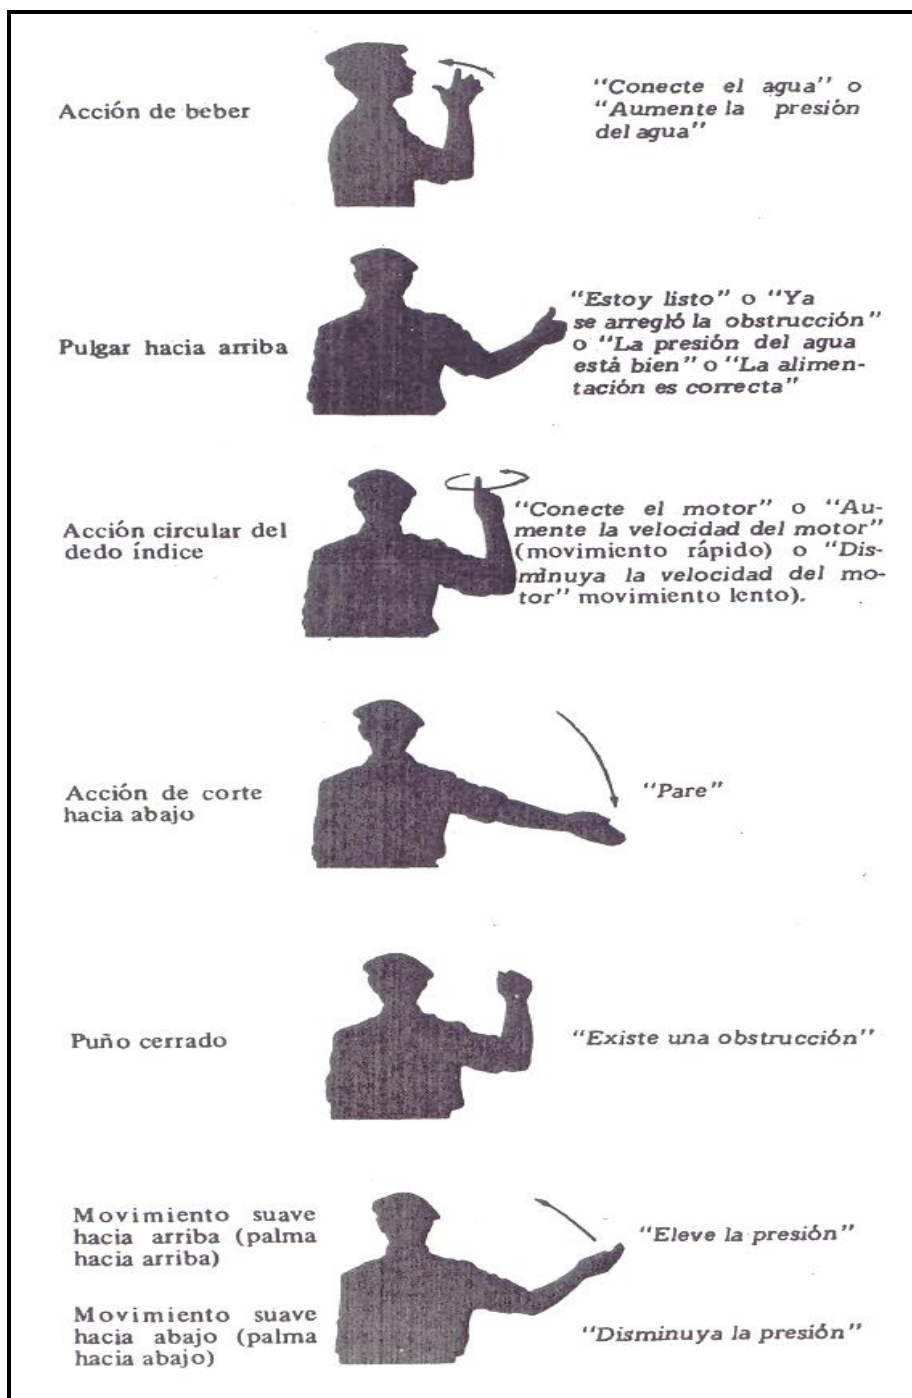 Acción de beber
"Conecte el agua" o
"Aumente la presión
del agua"
Pulgar hacia arriba
"Estoy listo" o "Ya
se arregló la obstrucción"
o "La presión del agua
está bien" o "La alimen-
tación es correcta"
Acción circular del
dedo índice
"Conecte el motor" o "Au-
mente la velocidad del motor"
(movimiento rápido) o "Dis-
minuya la velocidad del mo-
tor" movimiento lento).
Acción de corte
hacia abajo
"Pare"
Puño cerrado
"Existe una obstrucción"
Movimiento suave
hacia arriba (palma
hacia arriba)
"Eleve la presión"
Movimiento suave
hacia abajo (palma
hacia abajo)
"Disminuya la presión"